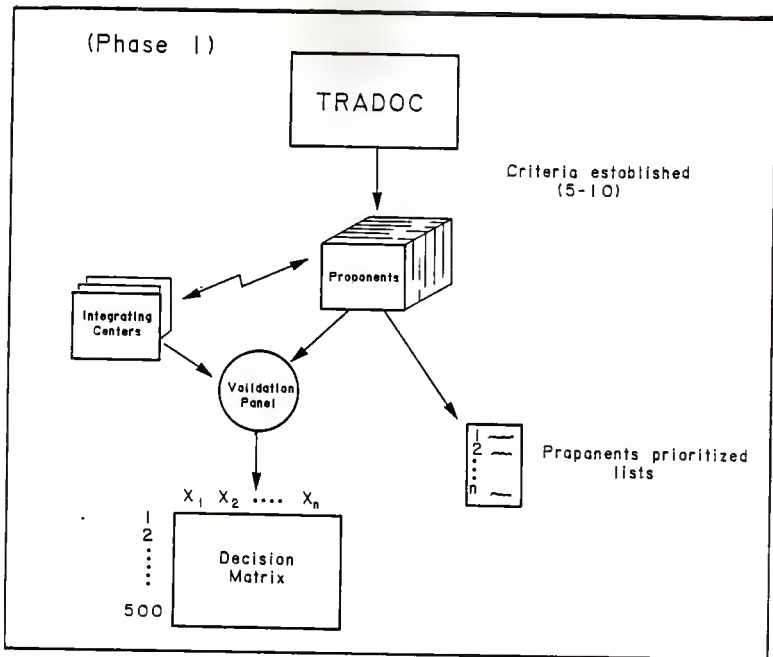 (Phase 1)
TRADOC
Criteria established
(5-10)
Proponents
Integrating
Centers
Validation
Panel
1
2
n
Proponents prioritized
lists
X1 X2 .... Xn
1
2
500
Decision
Matrix